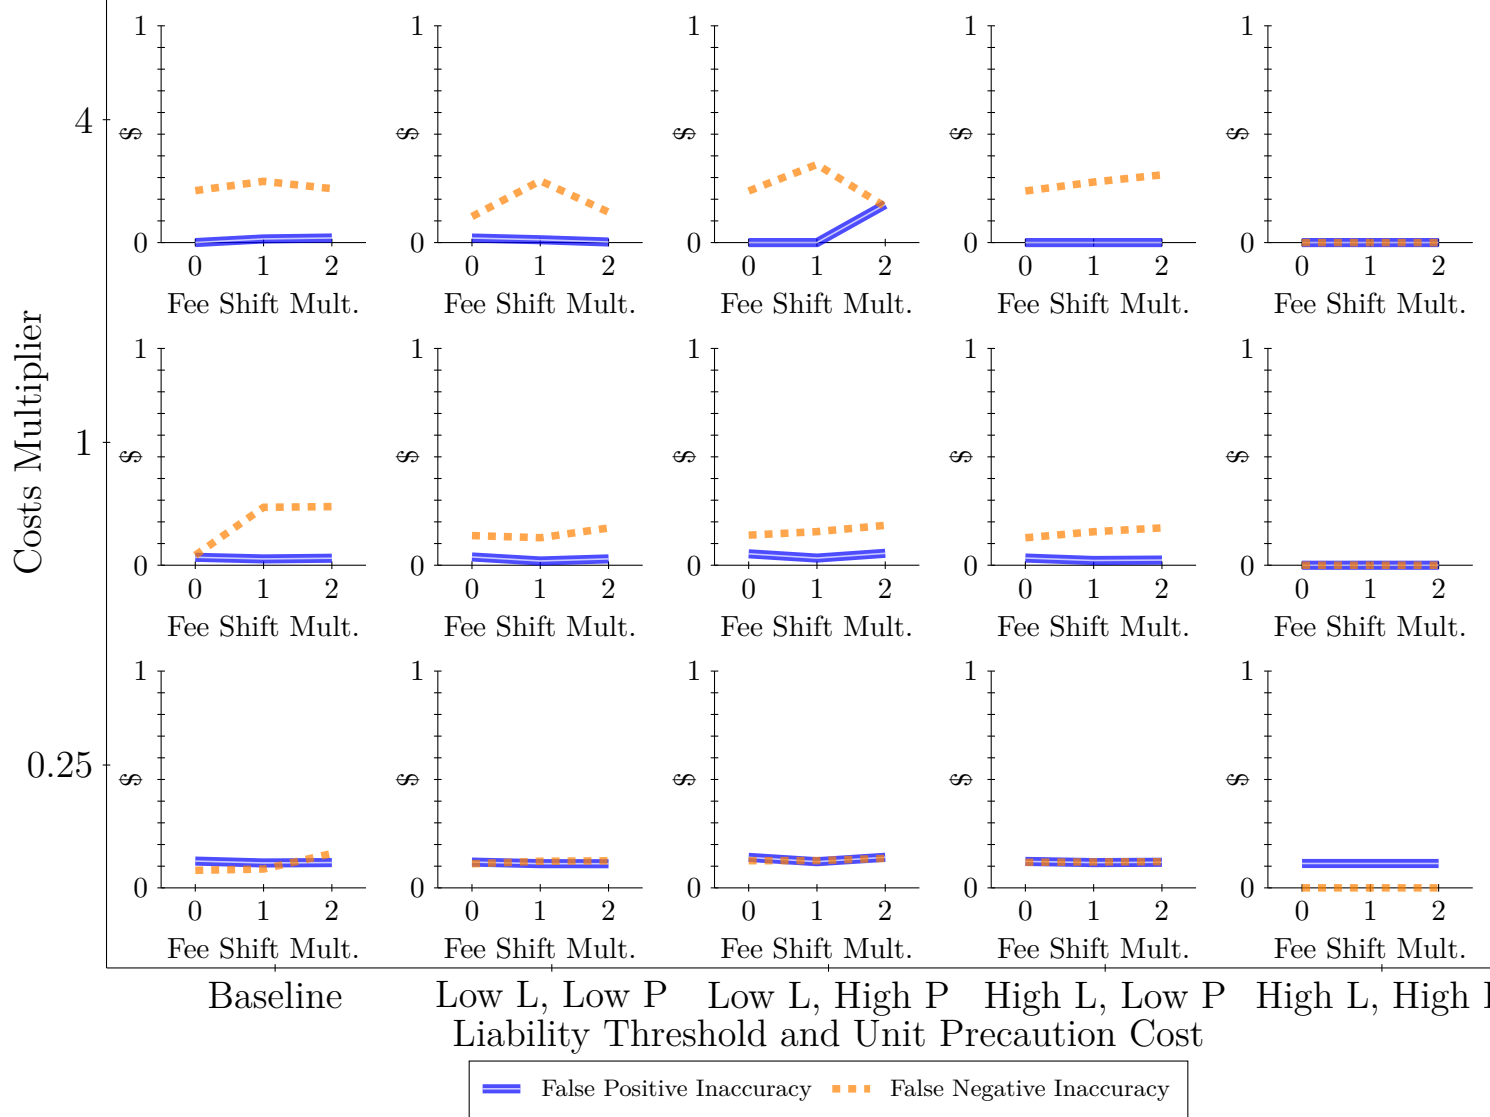 1 1 1 1 1
4 $ $ $ $ $
0 0 0 0 0
0 1 2 0 1 2 0 1 2 0 1 2 0 1 2
Fee Shift Mult. Fee Shift Mult. Fee Shift Mult. Fee Shift Mult. Fee Shift Mult.
Costs Multiplier
1 1 1 1 1
1 $ $ $ $ $
0 0 0 0 0
0 1 2 0 1 2 0 1 2 0 1 2 0 1 2
Fee Shift Mult. Fee Shift Mult. Fee Shift Mult. Fee Shift Mult. Fee Shift Mult.
1 1 1 1 1
0.25 $ $ $ $ $
0 0 0 0 0
0 1 2 0 1 2 0 1 2 0 1 2 0 1 2
Fee Shift Mult. Fee Shift Mult. Fee Shift Mult. Fee Shift Mult. Fee Shift Mult.
Baseline Low L, Low P Low L, High P High L, Low P High L, High
Liability Threshold and Unit Precaution Cost
False Positive Inaccuracy False Negative Inaccuracy